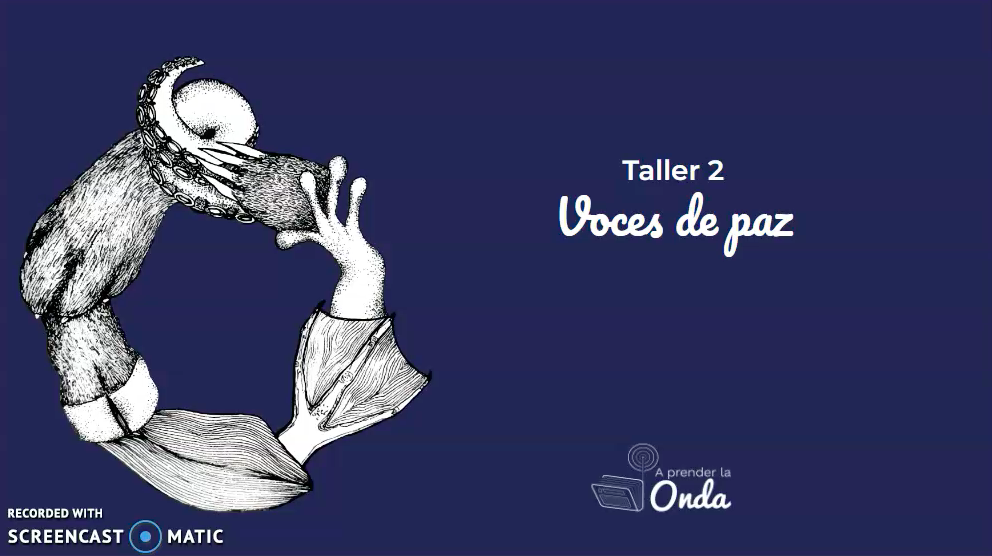 Taller 2
Voces de paz
A prender la
Onda
RECORDED WITH
SCREENCAST MATIC